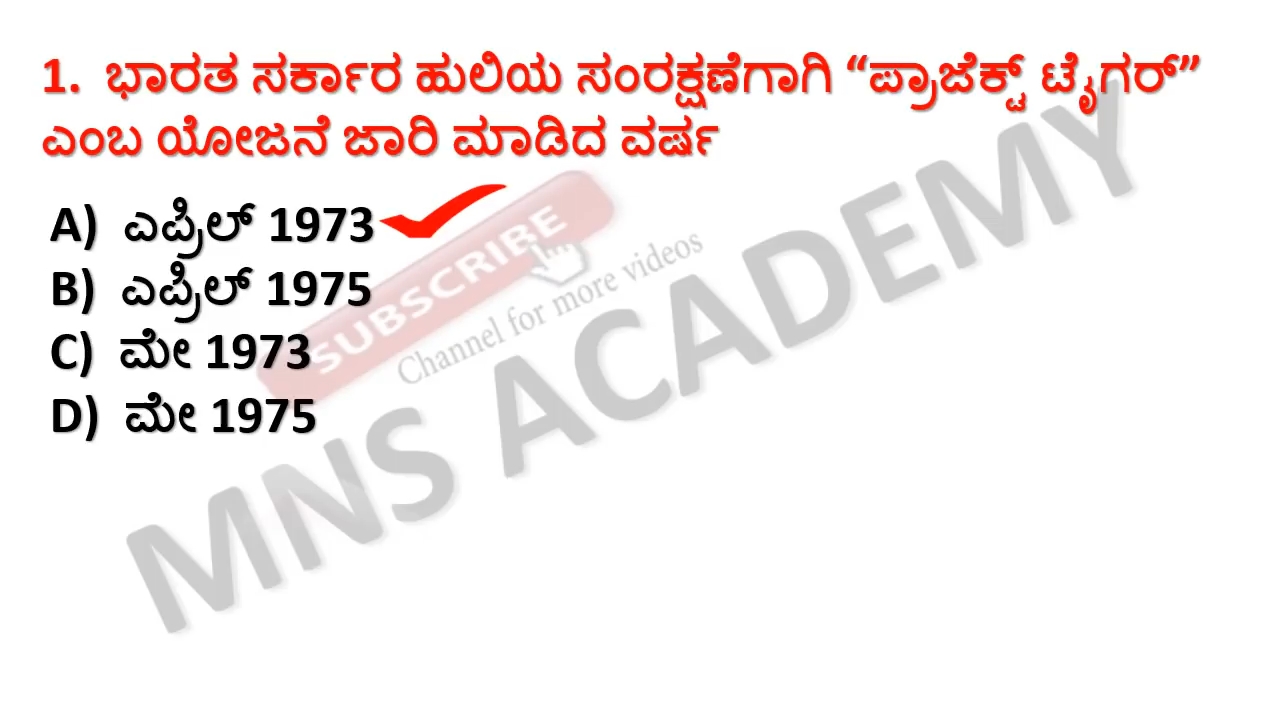 1. ಭಾರತ ಸರ್ಕಾರ ಹುಲಿಯ ಸಂರಕ್ಷಣೆಗಾಗಿ “ಪ್ರಾಜೆಕ್ಟ್ ಟೈಗರ್”
ಎಂಬ ಯೋಜನೆ ಜಾರಿ ಮಾಡಿದ ವರ್ಷ
A) ಎಪ್ರಿಲ್ 1973
B) ಎಪ್ರಿಲ್ 1975
C) ಮೇ 1973
D) ಮೇ 1975
SUBSCRIBE
Channel for more videos
MNS ACADEMY